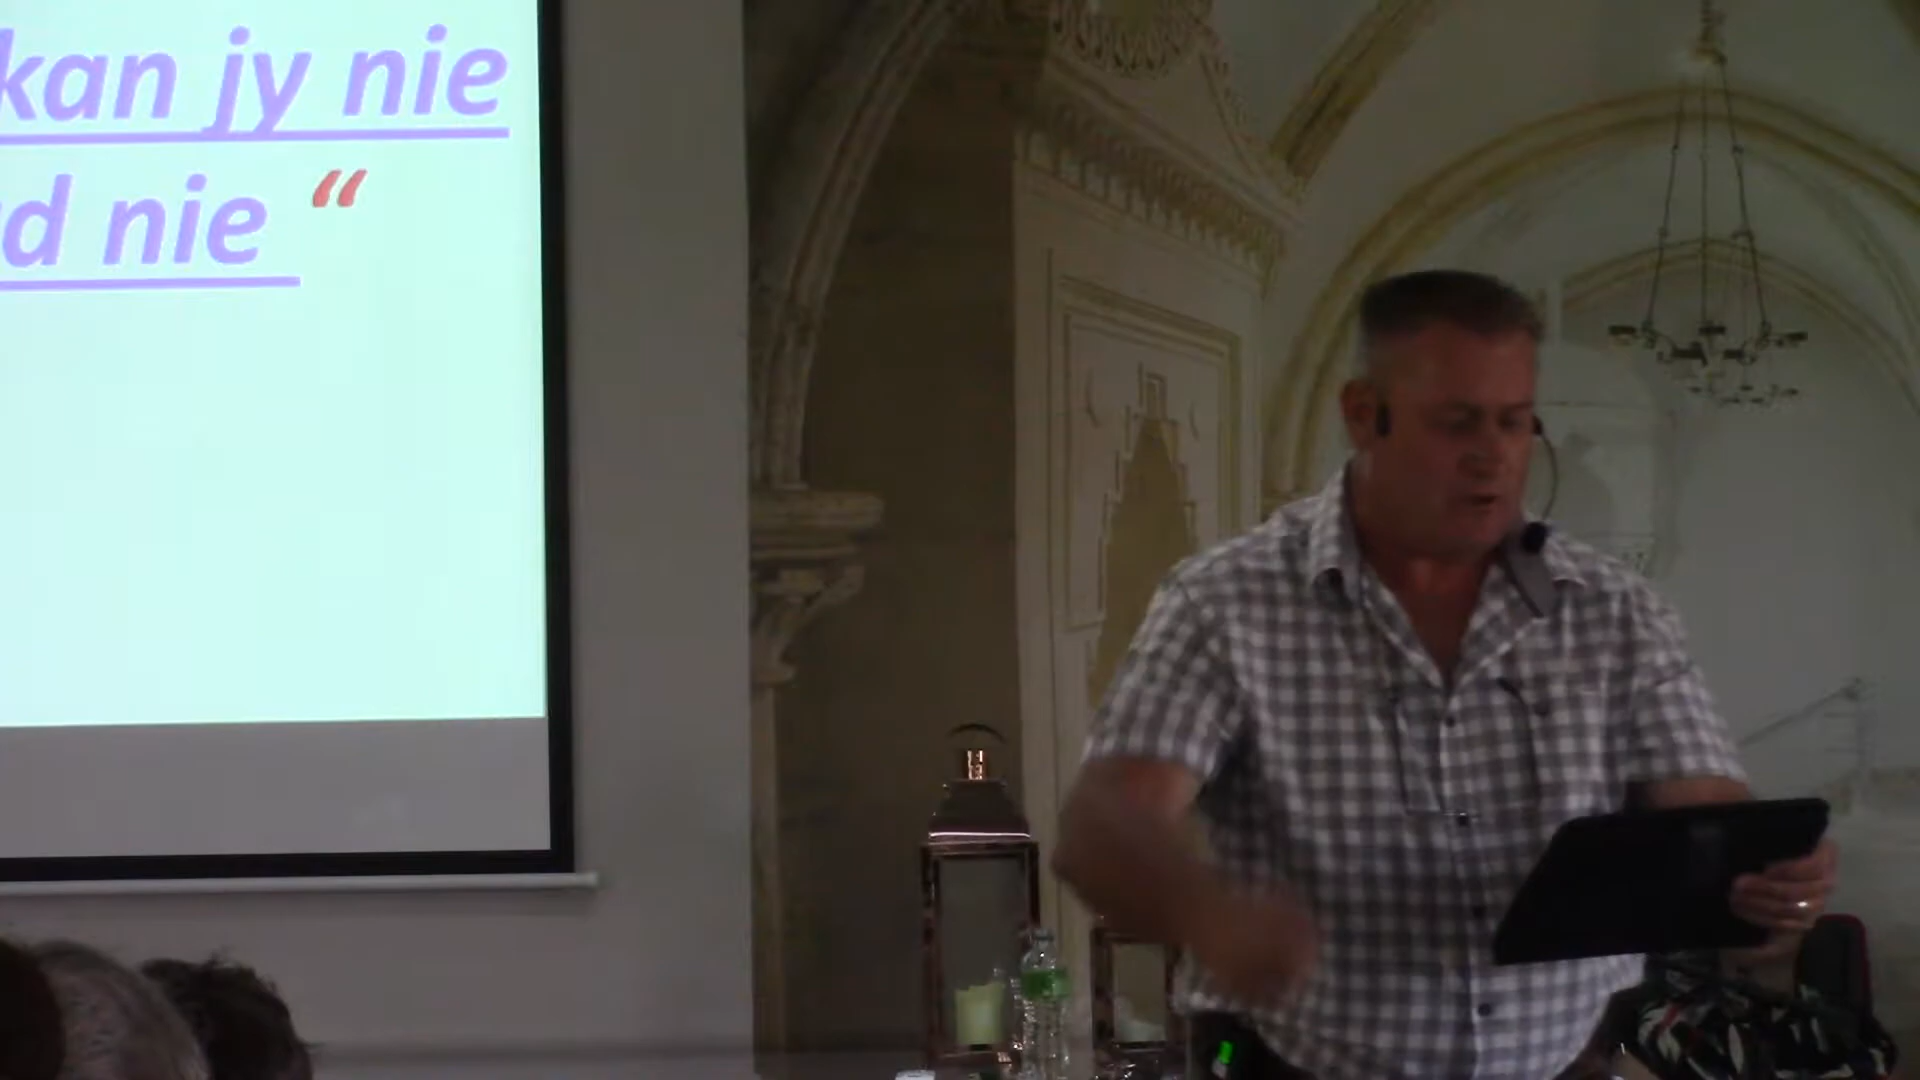 kan jy nie
nie “